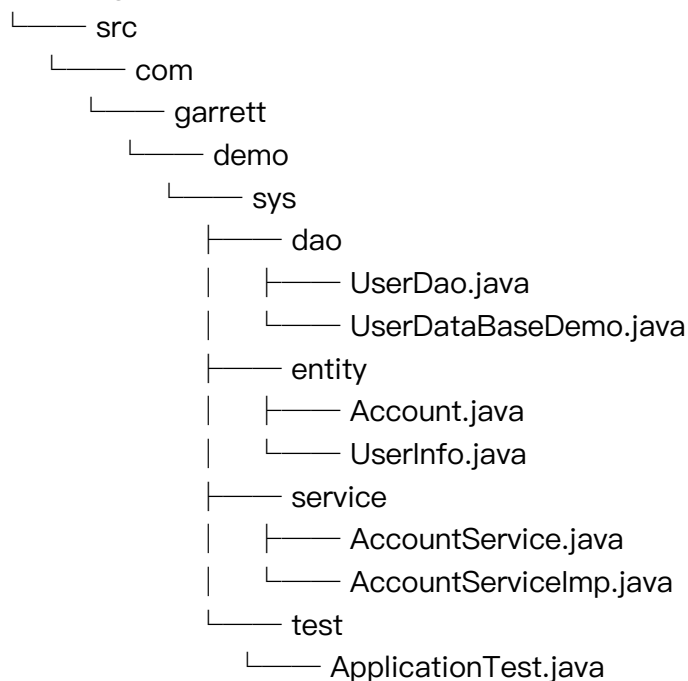 src
com
garrett
demo
sys
dao
UserDao.java
UserDataBaseDemo.java
entity
Account.java
UserInfo.java
service
AccountService.java
AccountServiceImp.java
test
ApplicationTest.java